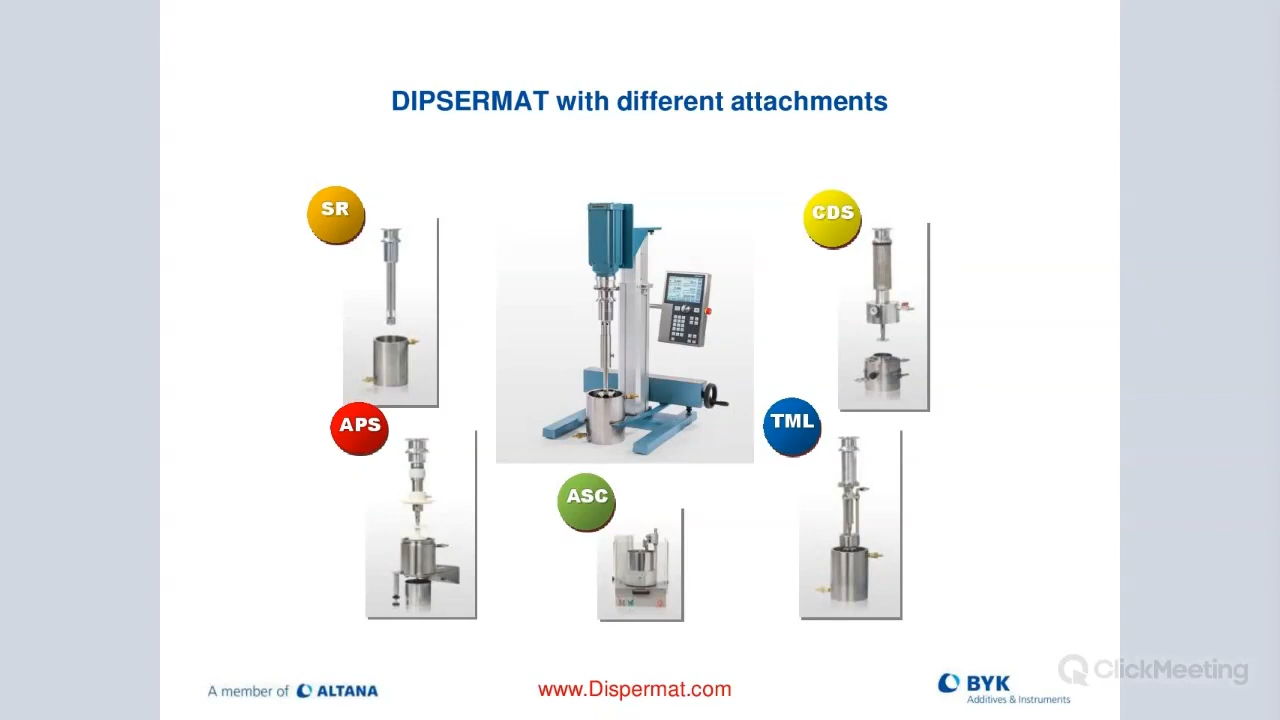 DIPSERMAT with different attachments
SR
CDS
APS
TML
ASC
A member of ALTANA
www.Dispermat.com
BYK
Additives & Instruments
ClickMeeting